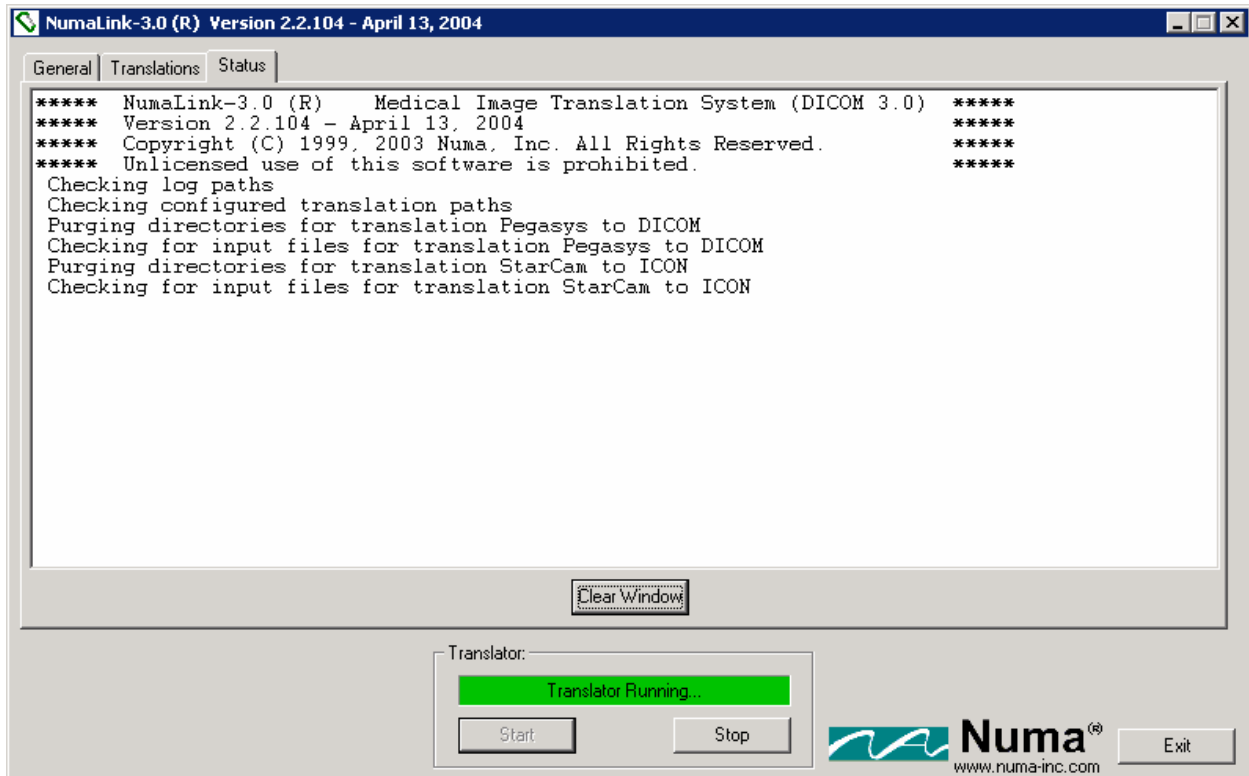 NumaLink-3.0 (R) Version 2.2.104 - April 13, 2004
General Translations Status
***** NumaLink-3.0 (R) Medical Image Translation System (DICOM 3.0) *****
***** Version 2.2.104 - April 13, 2004 *****
***** Copyright (C) 1999, 2003 Numa, Inc. All Rights Reserved. *****
***** Unlicensed use of this software is prohibited. *****
Checking log paths
Checking configured translation paths
Purging directories for translation Pegasys to DICOM
Checking for input files for translation Pegasys to DICOM
Purging directories for translation StarCam to ICON
Checking for input files for translation StarCam to ICON
Clear Window
Translator:
Translator Running...
Start Stop
Numa®
www.numa-inc.com
Exit